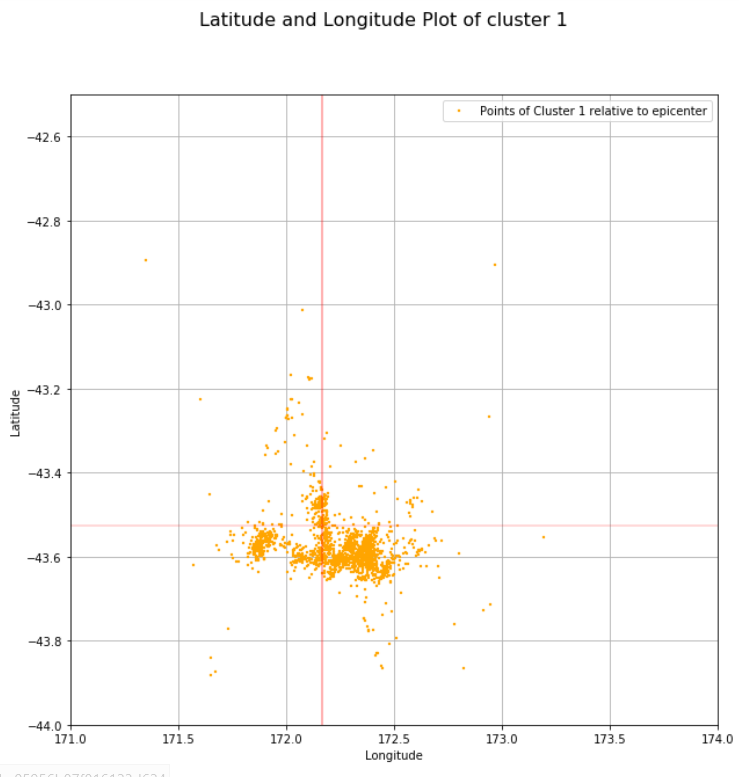 Latitude and Longitude Plot of cluster 1
Points of Cluster 1 relative to epicenter
−42.6
−42.8
−43.0
−43.2
−43.4
−43.6
−43.8
−44.0
Latitude
171.0 171.5 172.0 172.5 173.0 173.5 174.0
Longitude